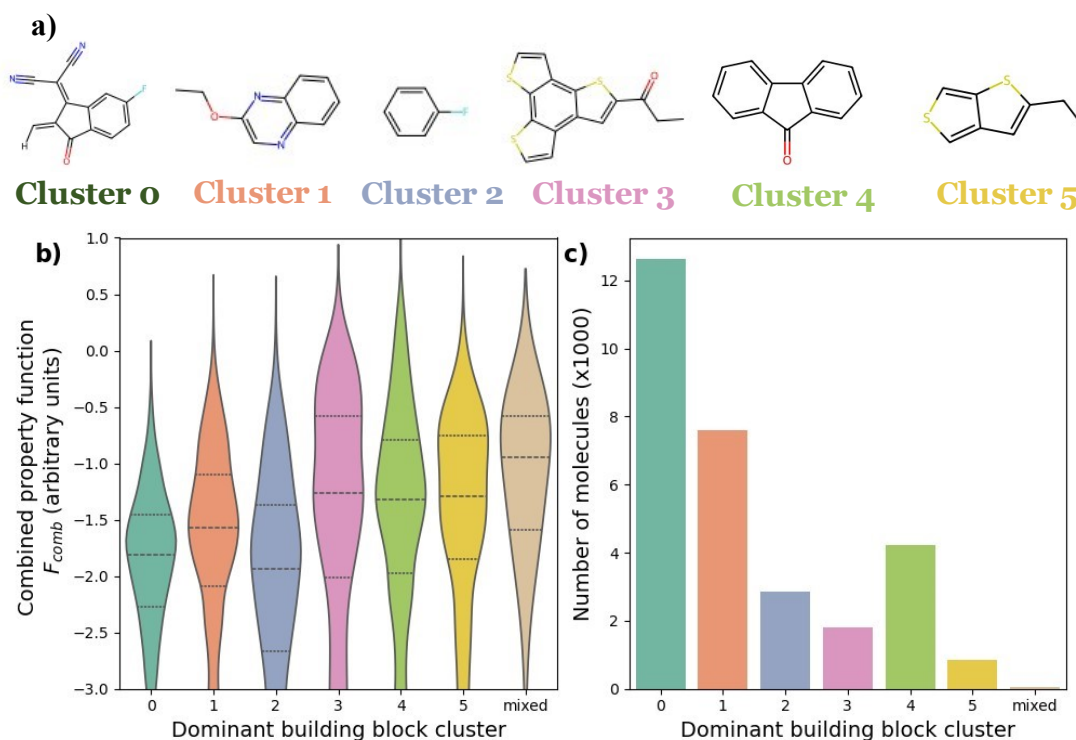 a)
N
N
F
H
O
N
O
N
F
S
S
S
O
O
S
S
Cluster 0 Cluster 1 Cluster 2 Cluster 3 Cluster 4 Cluster 5
b)
Combined property function
F_comb (arbitrary units)
1.0
0.5
0.0
−0.5
−1.0
−1.5
−2.0
−2.5
−3.0
0 1 2 3 4 5 mixed
Dominant building block cluster
c)
Number of molecules (x1000)
12
10
8
6
4
2
0
0 1 2 3 4 5 mixed
Dominant building block cluster